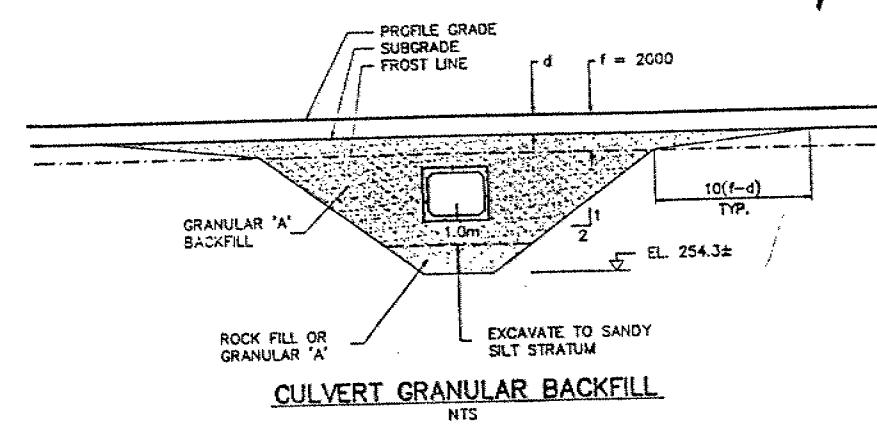 PROFILE GRADE
SUBGRADE
FROST LINE
d
f = 2000
10(f-d)
TYP.
GRANULAR 'A'
BACKFILL
1.0m
1
2
EL. 254.3±
ROCK FILL OR
GRANULAR 'A'
EXCAVATE TO SANDY
SILT STRATUM
CULVERT GRANULAR BACKFILL
NTS